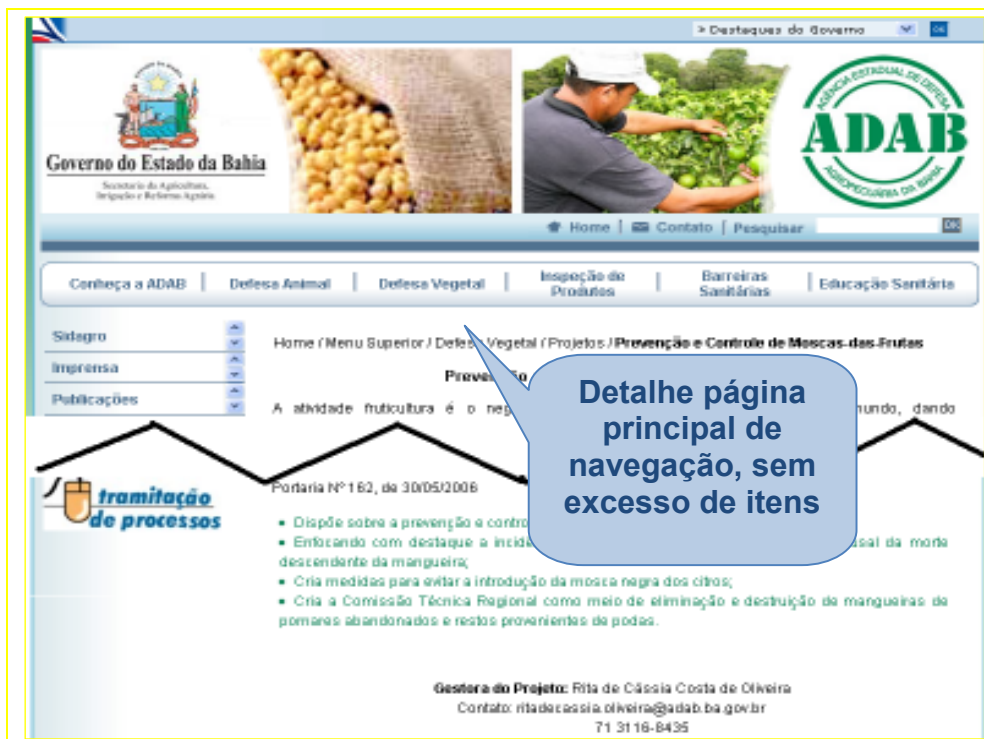 > Destaques do Governo OK
Governo do Estado da Bahia
Secretaria da Agricultura,
Irrigação e Reforma Agrária
AGÊNCIA ESTADUAL DE DEFESA
ADAB
AGROPECUÁRIA DA BAHIA
Home | Contato | Pesquisar OK
Conheça a ADAB | Defesa Animal | Defesa Vegetal | Inspeção de Produtos | Barreiras Sanitárias | Educação Sanitária
Sidagro
Imprensa
Publicações
Home / Menu Superior / Defesa Vegetal / Projetos / Prevenção e Controle de Moscas-das-Frutas
Prevenção
A atividade fruticultura é o mundo, dando
Detalhe página
principal de
navegação, sem
excesso de itens
tramitação
de processos
Portaria Nº 162, de 30/05/2006
• Dispõe sobre a prevenção e
• Enfocando com destaque a da morte
descendente da mangueira;
• Cria medidas para evitar a introdução da mosca negra dos citros;
• Cria a Comissão Técnica Regional como meio de eliminação e destruição de mangueiras de
pomares abandonados e restos provenientes de podas.
Gestora do Projeto: Rita de Cássia Costa de Oliveira
Contato: ritadecassia.oliveira@adab.ba.gov.br
71 3116-8435